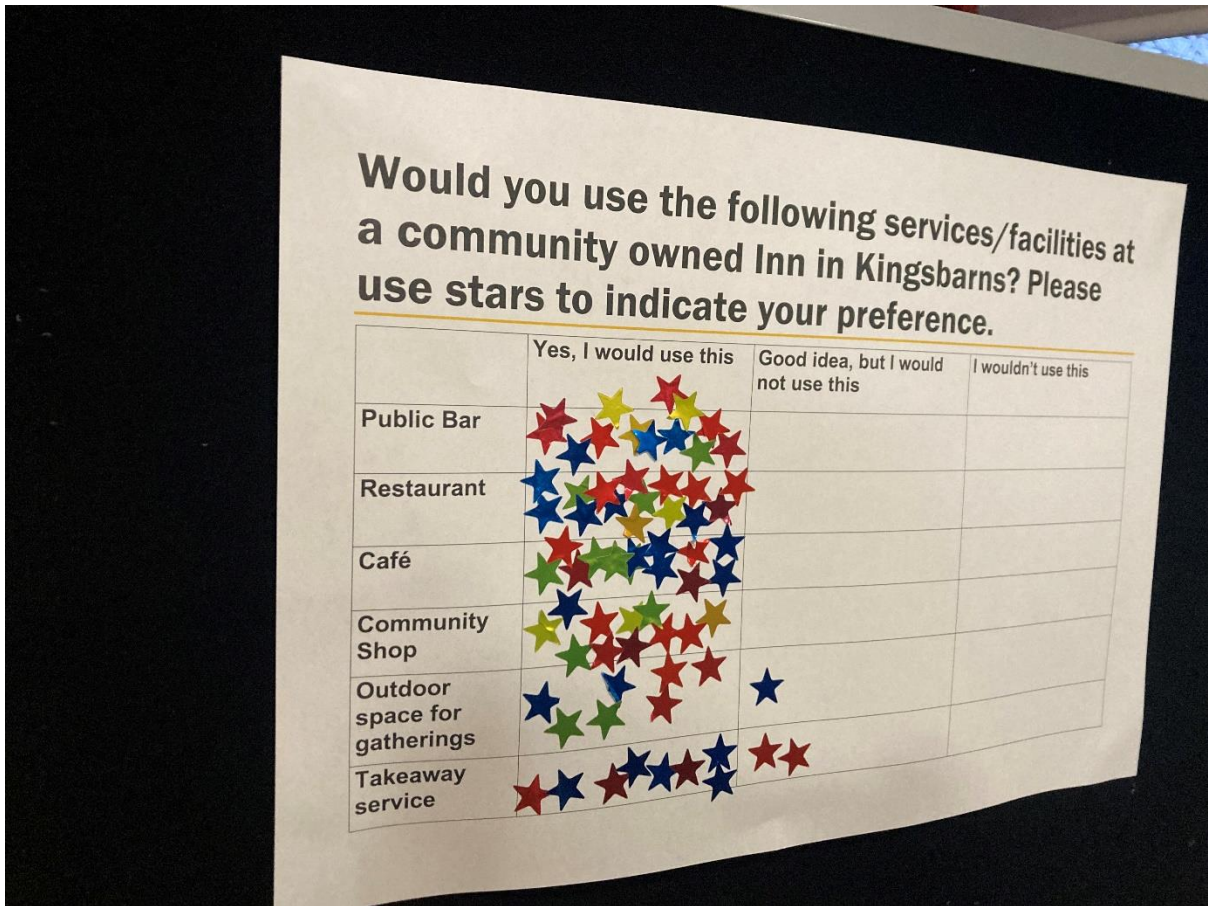 Would you use the following services/facilities at
a community owned Inn in Kingsbarns? Please
use stars to indicate your preference.
Yes, I would use this
Good idea, but I would
not use this
I wouldn't use this
Public Bar
Restaurant
Café
Community
Shop
Outdoor
space for
gatherings
Takeaway
service